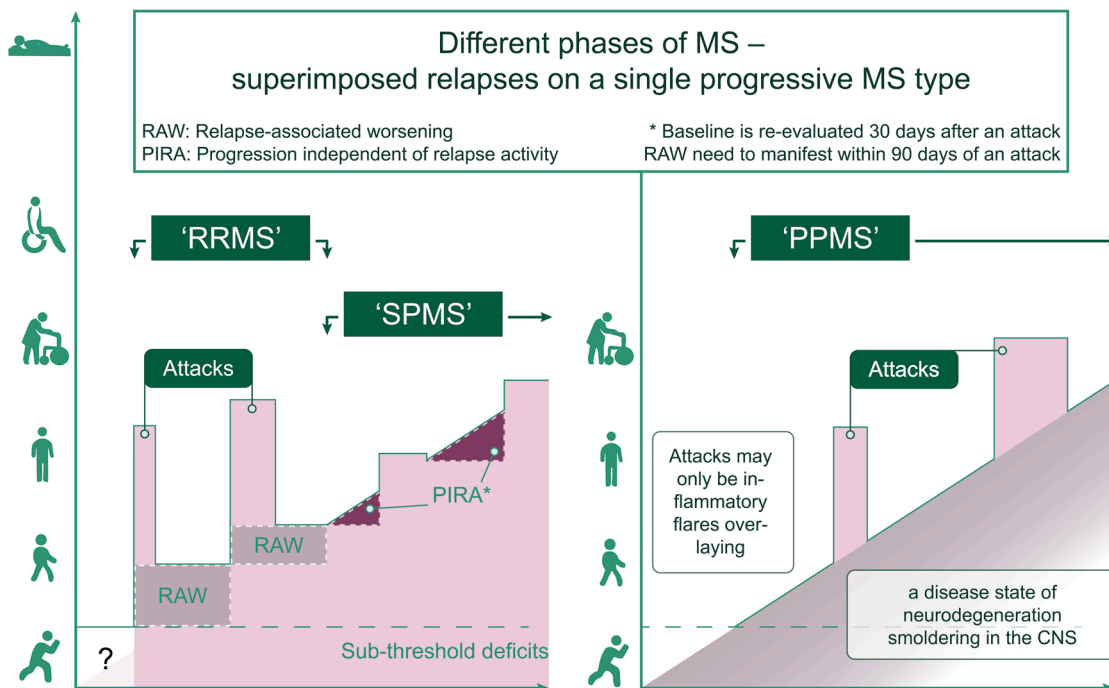 Different phases of MS –
superimposed relapses on a single progressive MS type
RAW: Relapse-associated worsening
PIRA: Progression independent of relapse activity
* Baseline is re-evaluated 30 days after an attack
RAW need to manifest within 90 days of an attack
‘RRMS’
‘SPMS’
Attacks
PIRA*
RAW
RAW
?
Sub-threshold deficits
‘PPMS’
Attacks
Attacks may
only be in-
flammatory
flares over-
laying
a disease state of
neurodegeneration
smoldering in the CNS